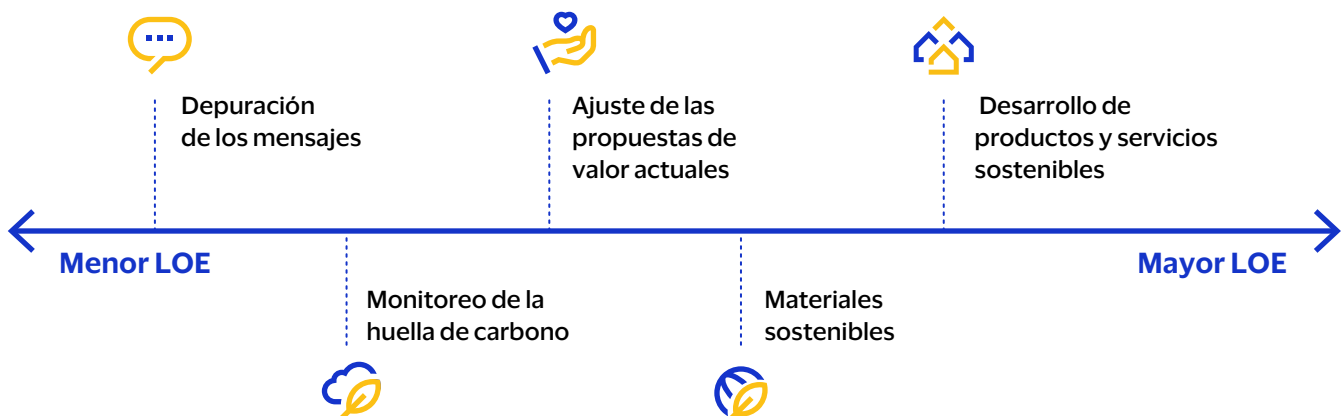 Depuración
de los mensajes
Ajuste de las
propuestas de
valor actuales
Desarrollo de
productos y servicios
sostenibles
Menor LOE
Mayor LOE
Monitoreo de la
huella de carbono
Materiales
sostenibles